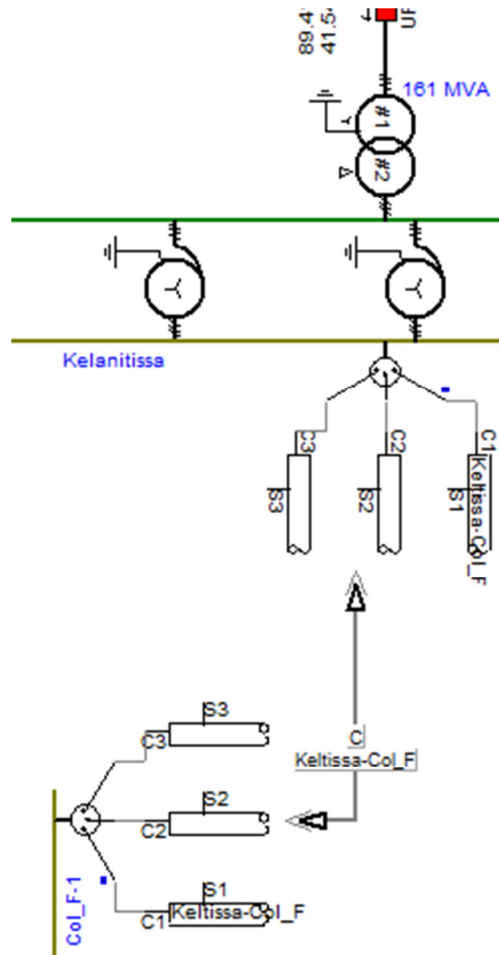 89.4
41.54
UF
161 MVA
#1
Y
#2
Δ
Y
Y
Kelanitissa
C3
C2
C1
S3
S2
S1
Keltissa-Col_F
S3
C3
C
Keltissa-Col_F
S2
C2
Col_F-1
S1
C1
Keltissa-Col_F